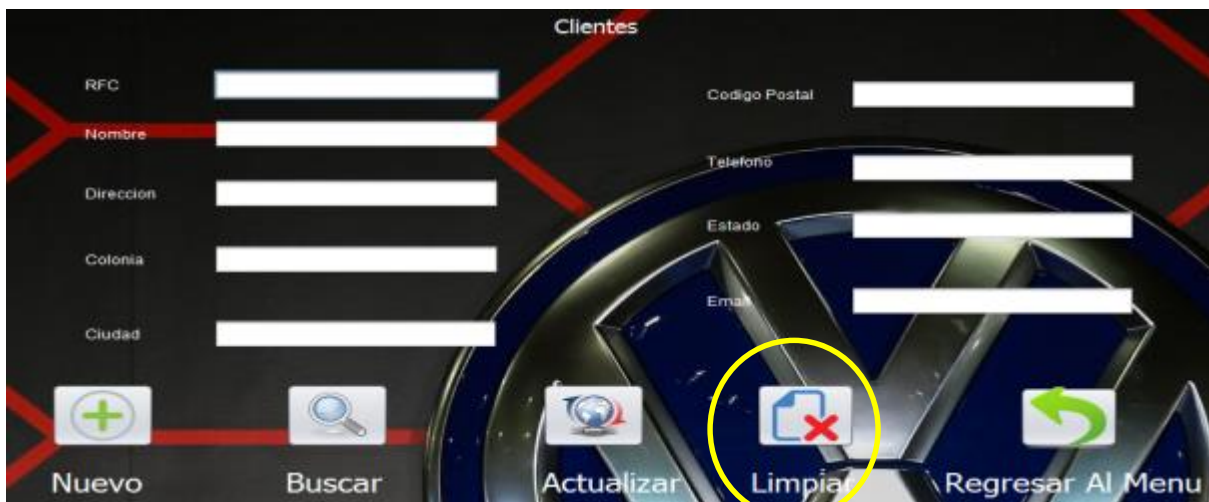 Clientes
RFC
Codigo Postal
Nombre
Telefono
Direccion
Estado
Colonia
Email
Ciudad
Nuevo Buscar Actualizar Limpiar Regresar Al Menu